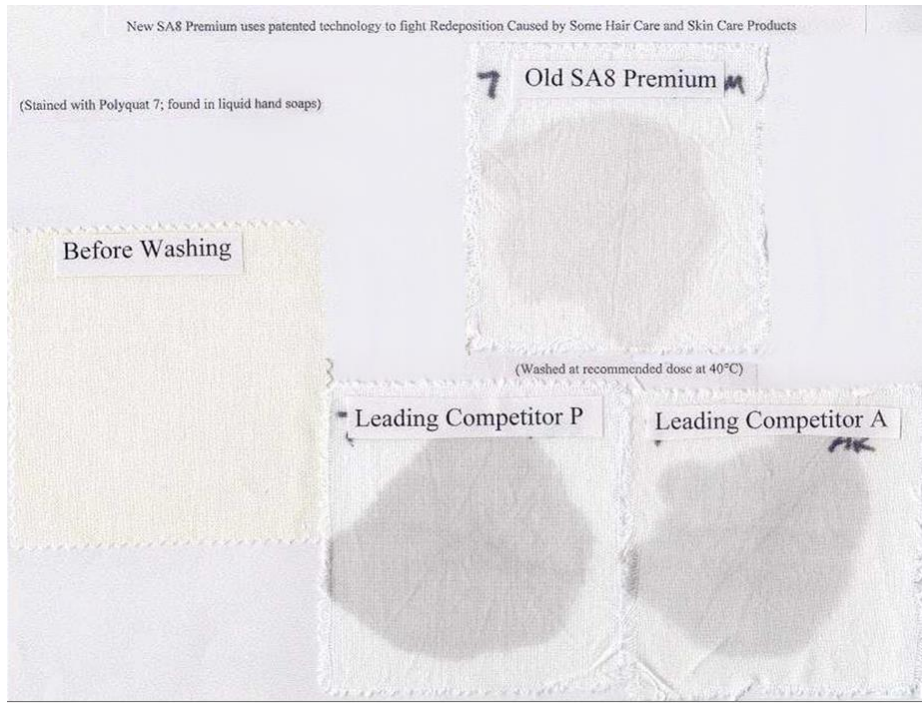 New SA8 Premium uses patented technology to fight Redeposition Caused by Some Hair Care and Skin Care Products
7 Old SA8 Premium M
(Stained with Polyquat 7; found in liquid hand soaps)
Before Washing
(Washed at recommended dose at 40°C)
Leading Competitor P
Leading Competitor A